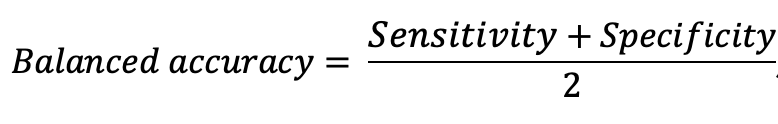 Balanced accuracy = (Sensitivity + Specificity) / 2